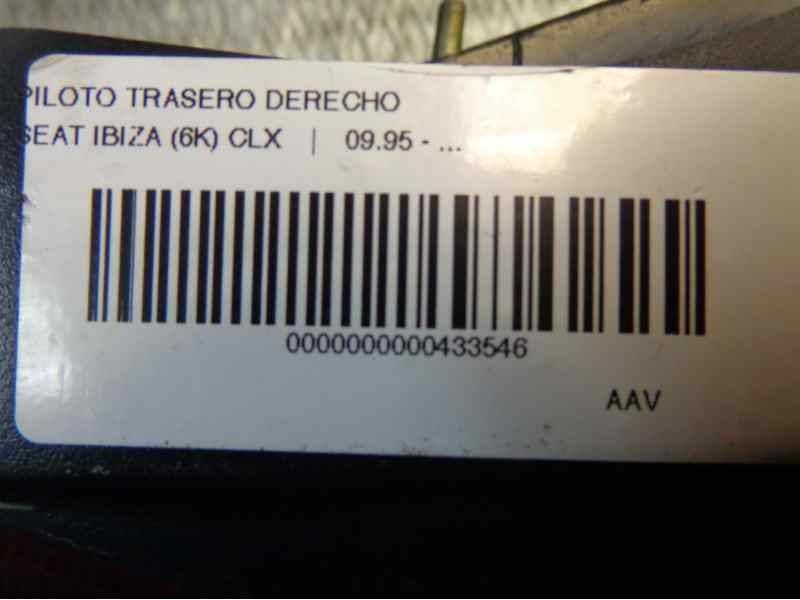 PILOTO TRASERO DERECHO
SEAT IBIZA (6K) CLX | 09.95 - ...
0000000000433546
AAV